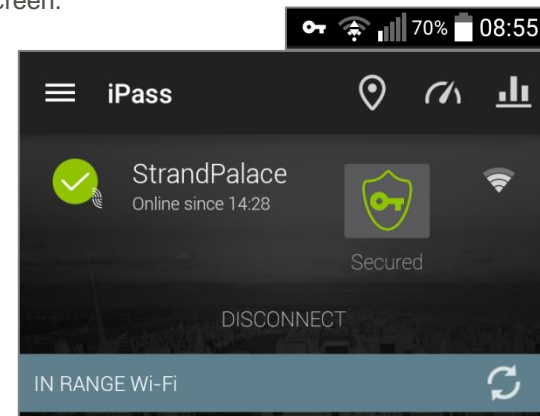 creen.
70% 08:55
iPass
StrandPalace
Online since 14:28
Secured
DISCONNECT
IN RANGE Wi-Fi